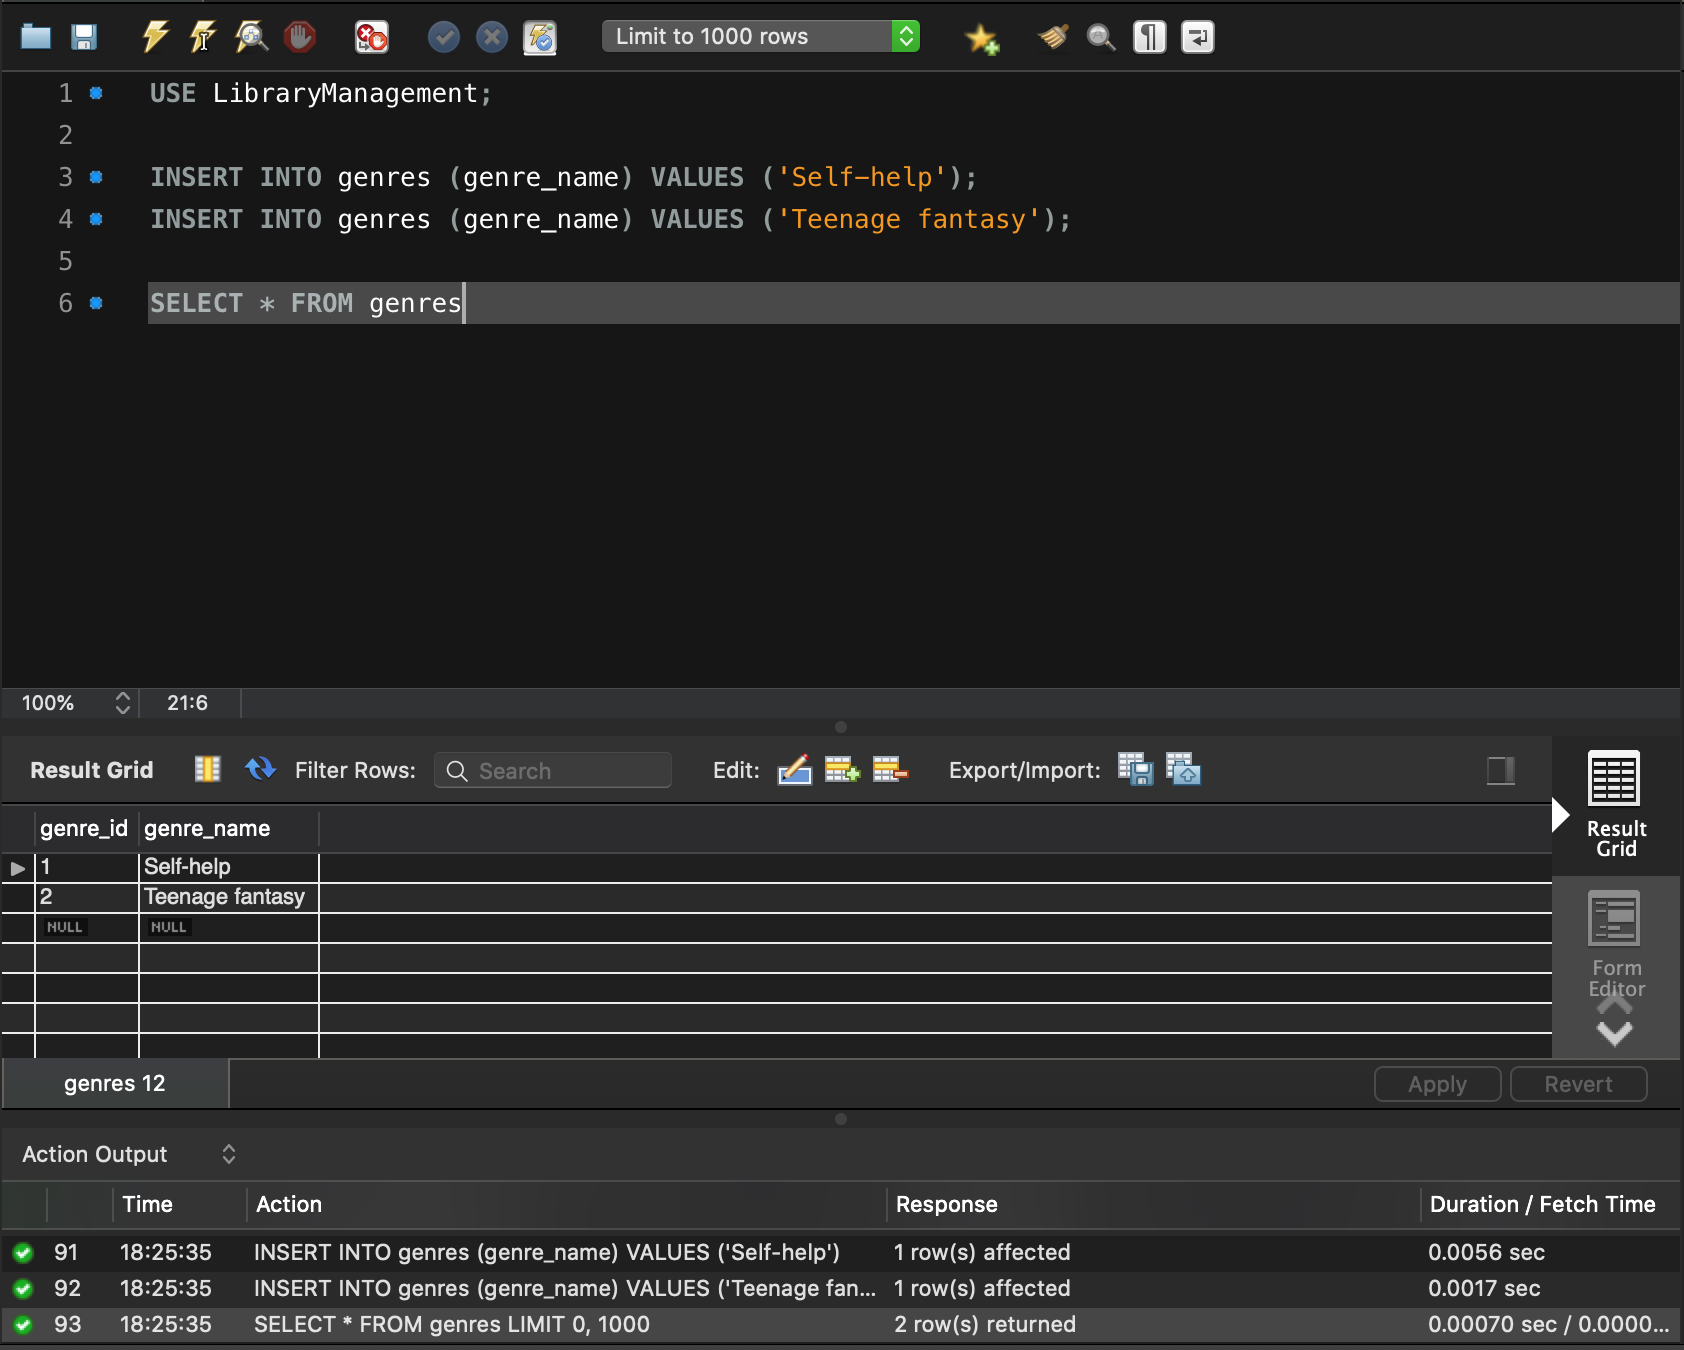 Limit to 1000 rows
1 USE LibraryManagement;
2
3 INSERT INTO genres (genre_name) VALUES ('Self-help');
4 INSERT INTO genres (genre_name) VALUES ('Teenage fantasy');
5
6 SELECT * FROM genres
100% 21:6
Result Grid Filter Rows: Search Edit: Export/Import:
Result
Grid
genre_id genre_name
1 Self-help
2 Teenage fantasy
NULL NULL
Form
Editor
genres 12 Apply Revert
Action Output
Time Action Response Duration / Fetch Time
91 18:25:35 INSERT INTO genres (genre_name) VALUES ('Self-help') 1 row(s) affected 0.0056 sec
92 18:25:35 INSERT INTO genres (genre_name) VALUES ('Teenage fan... 1 row(s) affected 0.0017 sec
93 18:25:35 SELECT * FROM genres LIMIT 0, 1000 2 row(s) returned 0.00070 sec / 0.0000...